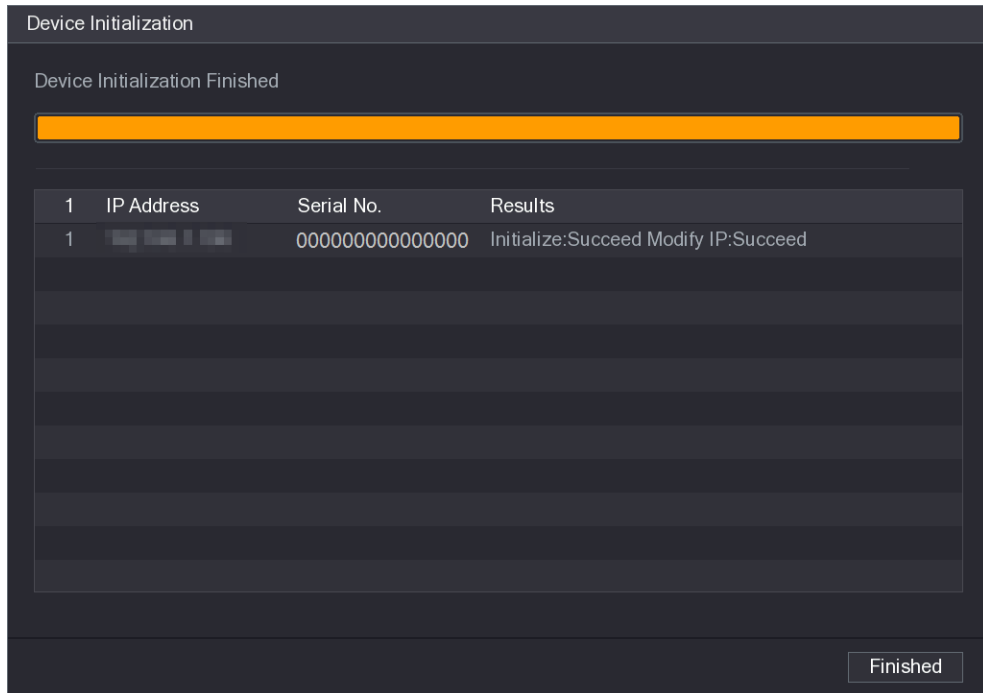 Device Initialization
Device Initialization Finished
1 IP Address Serial No. Results
1 000000000000000 Initialize:Succeed Modify IP:Succeed
Finished